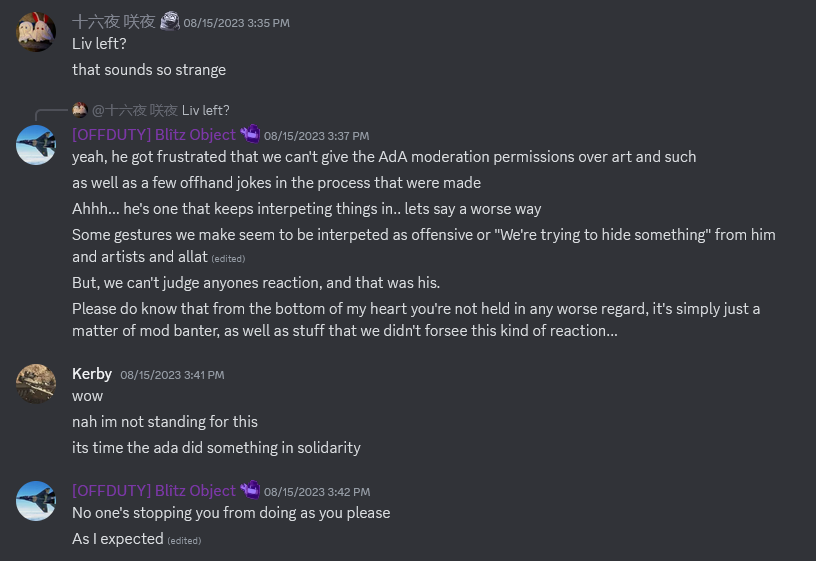 十六夜 咲夜 08/15/2023 3:35 PM
Liv left?
that sounds so strange
@十六夜 咲夜 Liv left?
[OFFDUTY] Blitz Object 08/15/2023 3:37 PM
yeah, he got frustrated that we can't give the AdA moderation permissions over art and such
as well as a few offhand jokes in the process that were made
Ahhh... he's one that keeps interpeting things in.. lets say a worse way
Some gestures we make seem to be interpeted as offensive or "We're trying to hide something" from him
and artists and allat (edited)
But, we can't judge anyones reaction, and that was his.
Please do know that from the bottom of my heart you're not held in any worse regard, it's simply just a
matter of mod banter, as well as stuff that we didn't forsee this kind of reaction...
Kerby 08/15/2023 3:41 PM
wow
nah im not standing for this
its time the ada did something in solidarity
[OFFDUTY] Blitz Object 08/15/2023 3:42 PM
No one's stopping you from doing as you please
As I expected (edited)